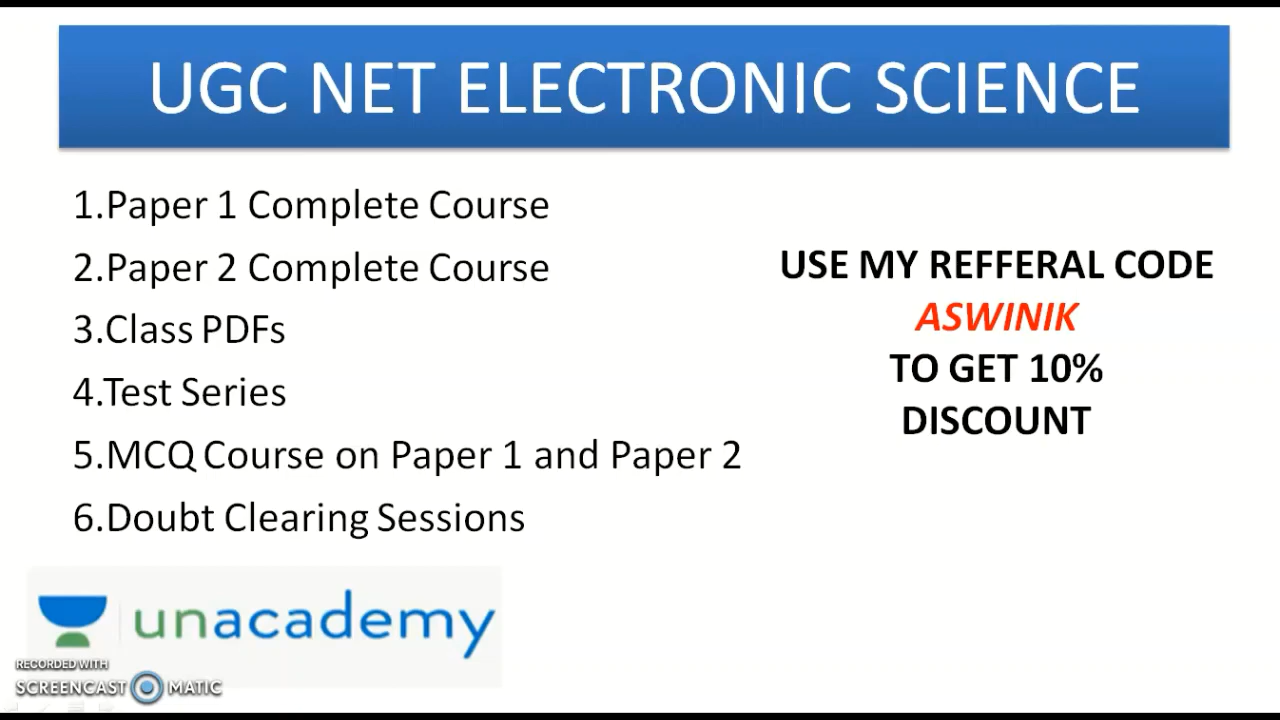 UGC NET ELECTRONIC SCIENCE
1.Paper 1 Complete Course
2.Paper 2 Complete Course
3.Class PDFs
4.Test Series
5.MCQ Course on Paper 1 and Paper 2
6.Doubt Clearing Sessions
USE MY REFFERAL CODE
ASWINIK
TO GET 10%
DISCOUNT
unacademy
RECORDED WITH
SCREENCAST MATIC